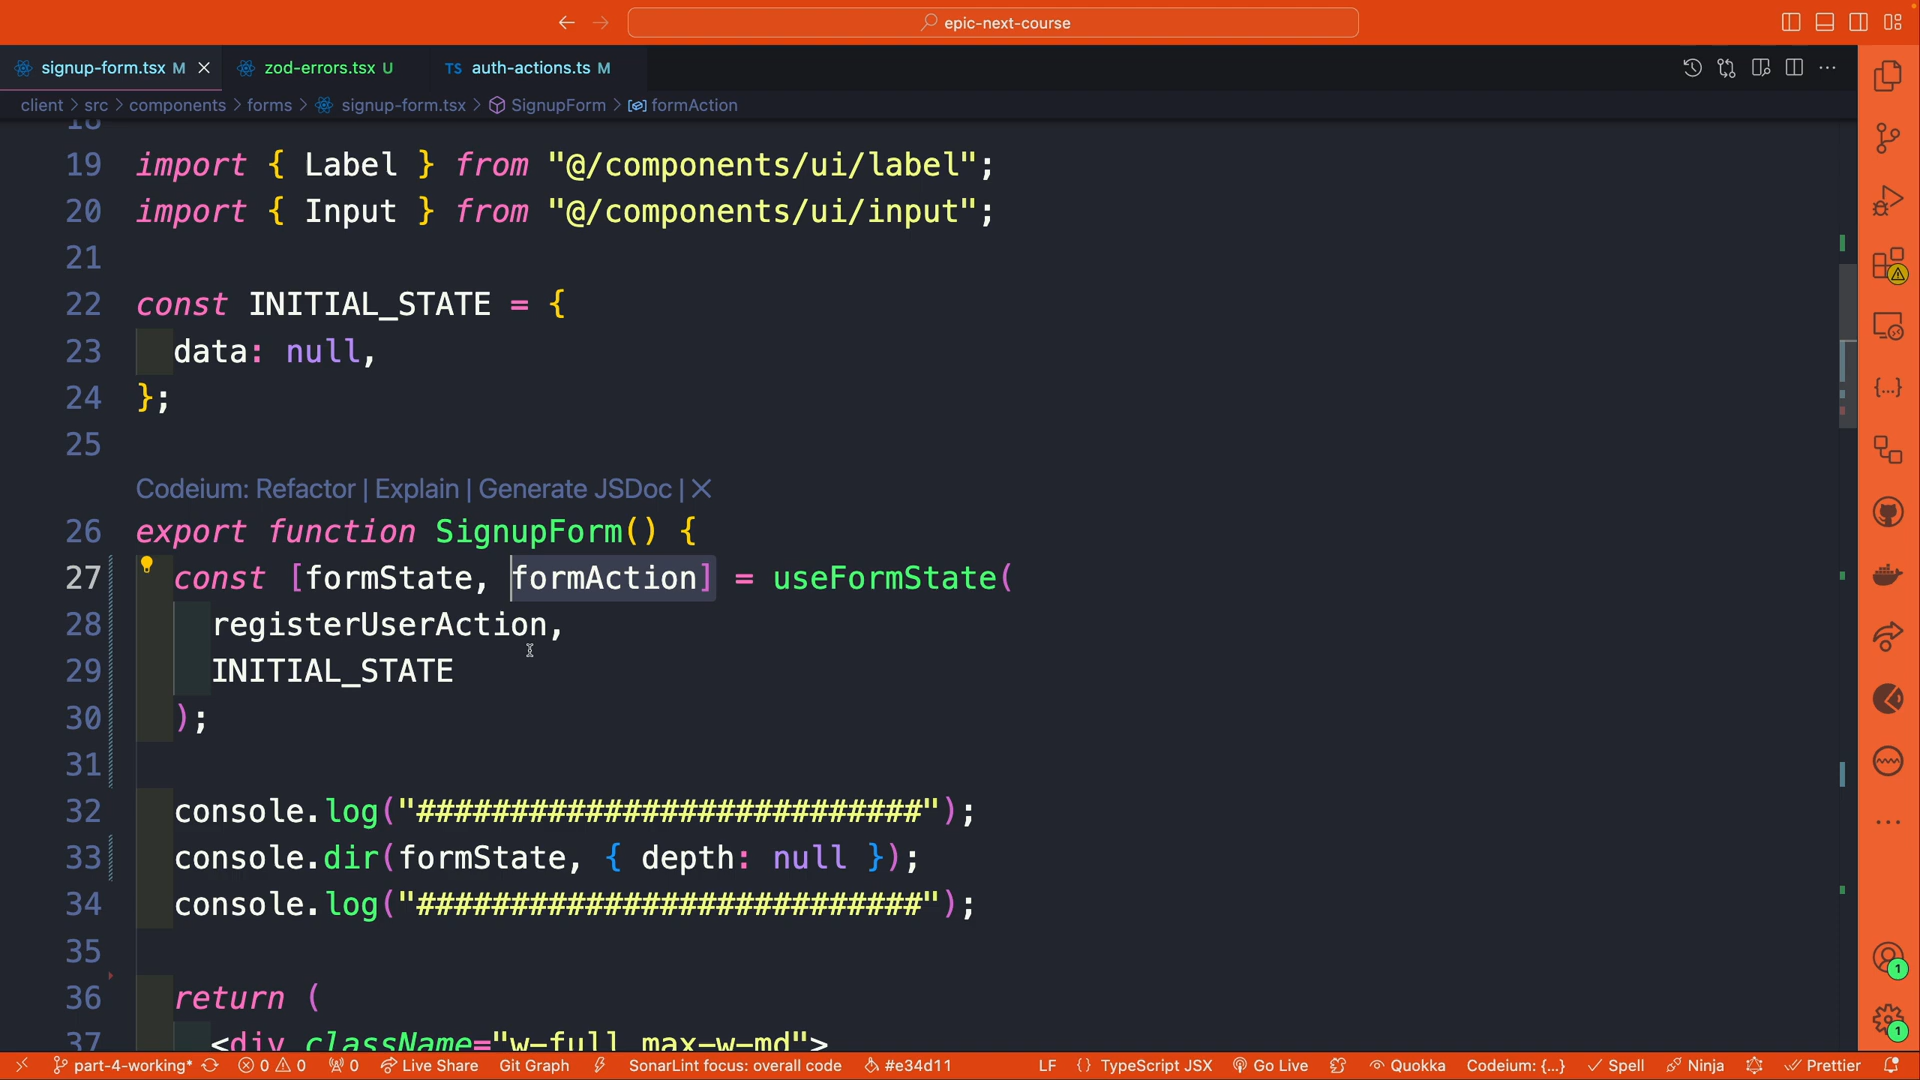 epic-next-course
signup-form.tsx M
zod-errors.tsx U
TS auth-actions.ts M
client > src > components > forms > signup-form.tsx > SignupForm > formAction
18
19 import { Label } from "@/components/ui/label";
20 import { Input } from "@/components/ui/input";
21
22 const INITIAL_STATE = {
23 data: null,
24 };
25
Codeium: Refactor | Explain | Generate JSDoc | ✕
26 export function SignupForm() {
27 const [formState, formAction] = useFormState(
28 registerUserAction,
29 INITIAL_STATE
30 );
31
32 console.log("###########################");
33 console.dir(formState, { depth: null });
34 console.log("###########################");
35
36 return (
37 <div className="w-full max-w-md">
part-4-working* 0 0 0 Live Share Git Graph SonarLint focus: overall code #e34d11 LF {} TypeScript JSX Go Live Quokka Codeium: {...} Spell Ninja Prettier
1
1